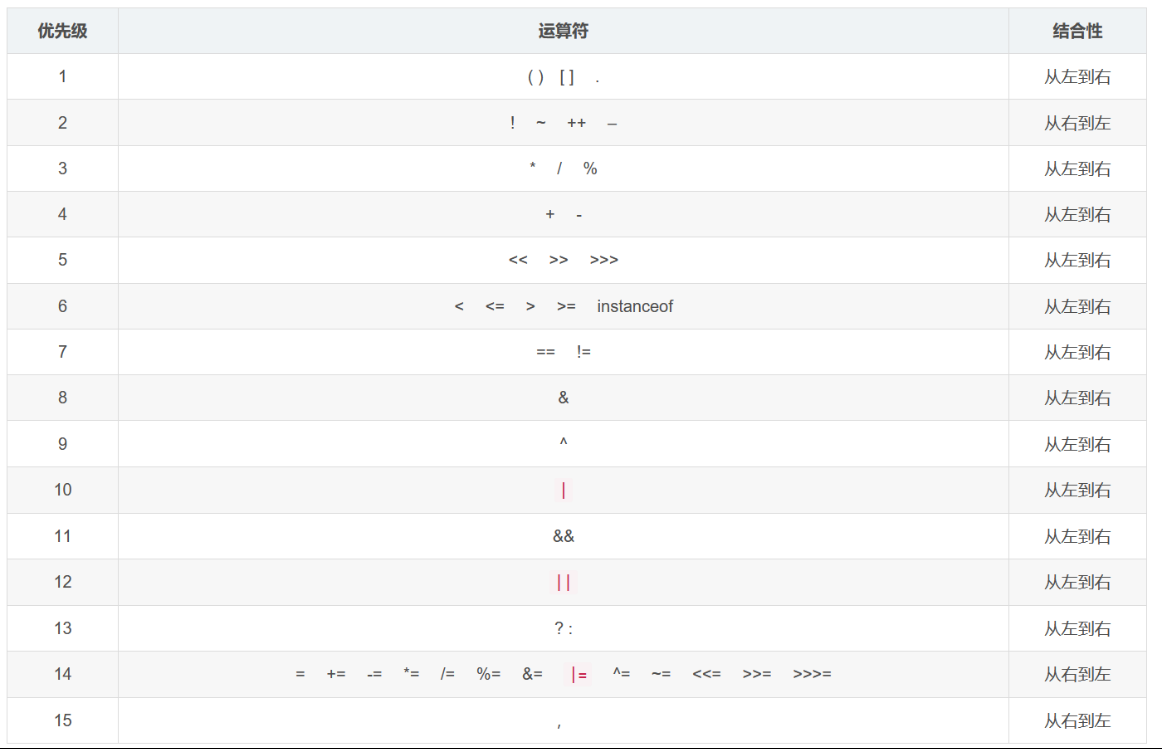 优先级 运算符 结合性
1 ( ) [ ] . 从左到右
2 ! ~ ++ – 从右到左
3 * / % 从左到右
4 + - 从左到右
5 << >> >>> 从左到右
6 < <= > >= instanceof 从左到右
7 == != 从左到右
8 & 从左到右
9 ^ 从左到右
10 | 从左到右
11 && 从左到右
12 || 从左到右
13 ? : 从左到右
14 = += -= *= /= %= &= |= ^= ~= <<= >>= >>>= 从右到左
15 , 从右到左